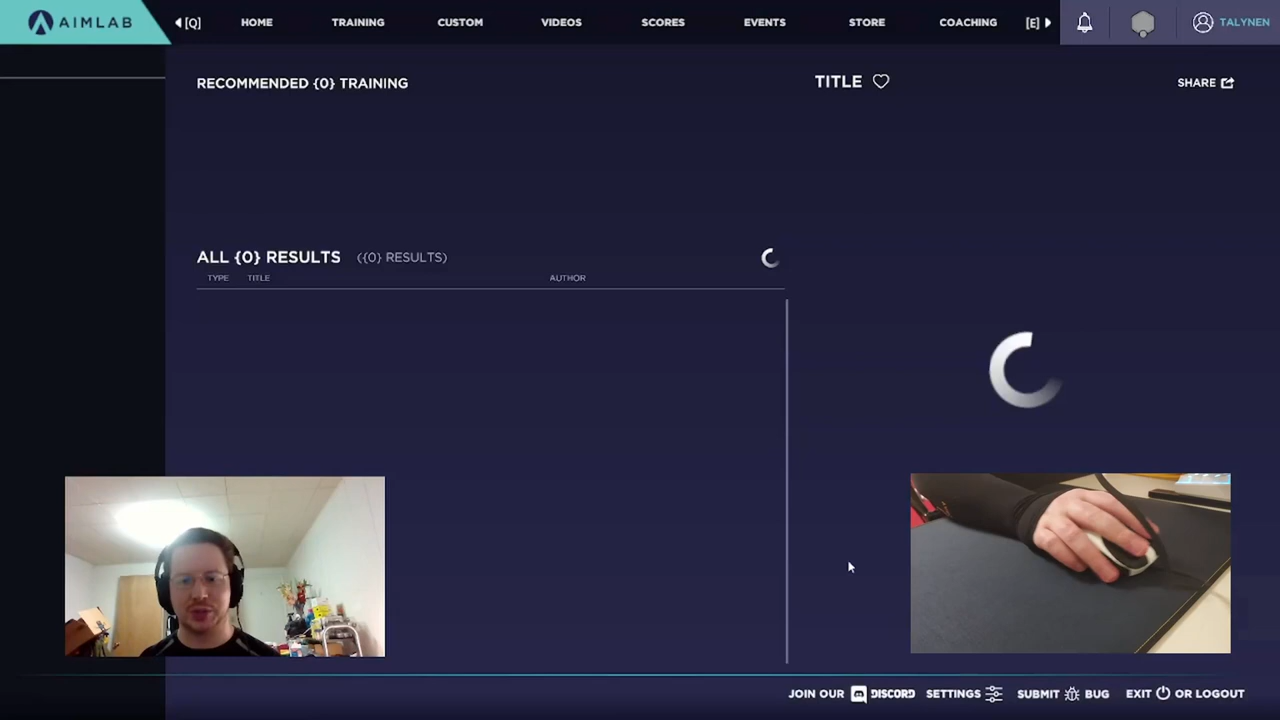 AIMLAB
[Q]
HOME
TRAINING
CUSTOM
VIDEOS
SCORES
EVENTS
STORE
COACHING
[E]
TALYNEN
RECOMMENDED {0} TRAINING
TITLE
SHARE
ALL {0} RESULTS
({0} RESULTS)
TYPE
TITLE
AUTHOR
JOIN OUR DISCORD
SETTINGS
SUBMIT BUG
EXIT OR LOGOUT